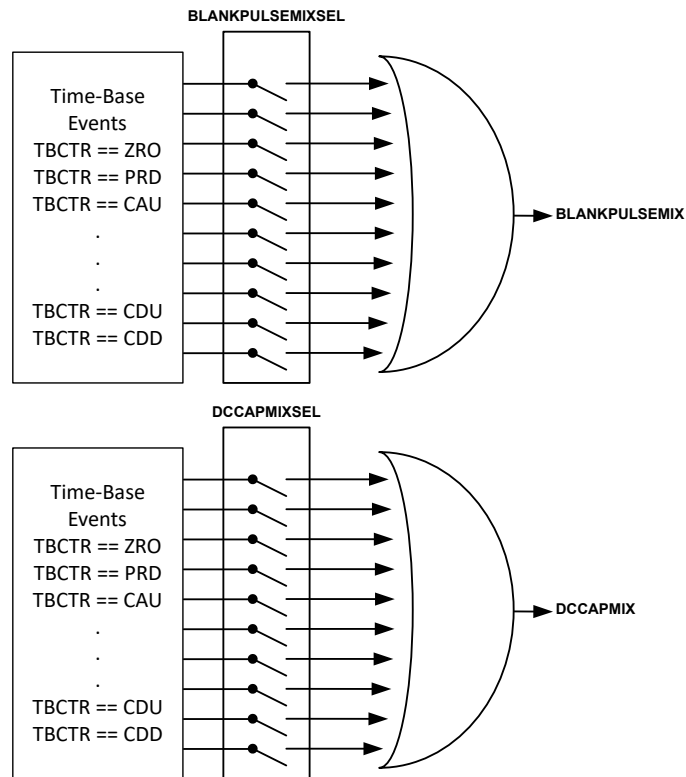 BLANKPULSEMIXSEL
Time-Base
Events
TBCTR == ZRO
TBCTR == PRD
TBCTR == CAU
.
.
.
TBCTR == CDU
TBCTR == CDD
BLANKPULSEMIX
DCCAPMIXSEL
Time-Base
Events
TBCTR == ZRO
TBCTR == PRD
TBCTR == CAU
.
.
.
TBCTR == CDU
TBCTR == CDD
DCCAPMIX